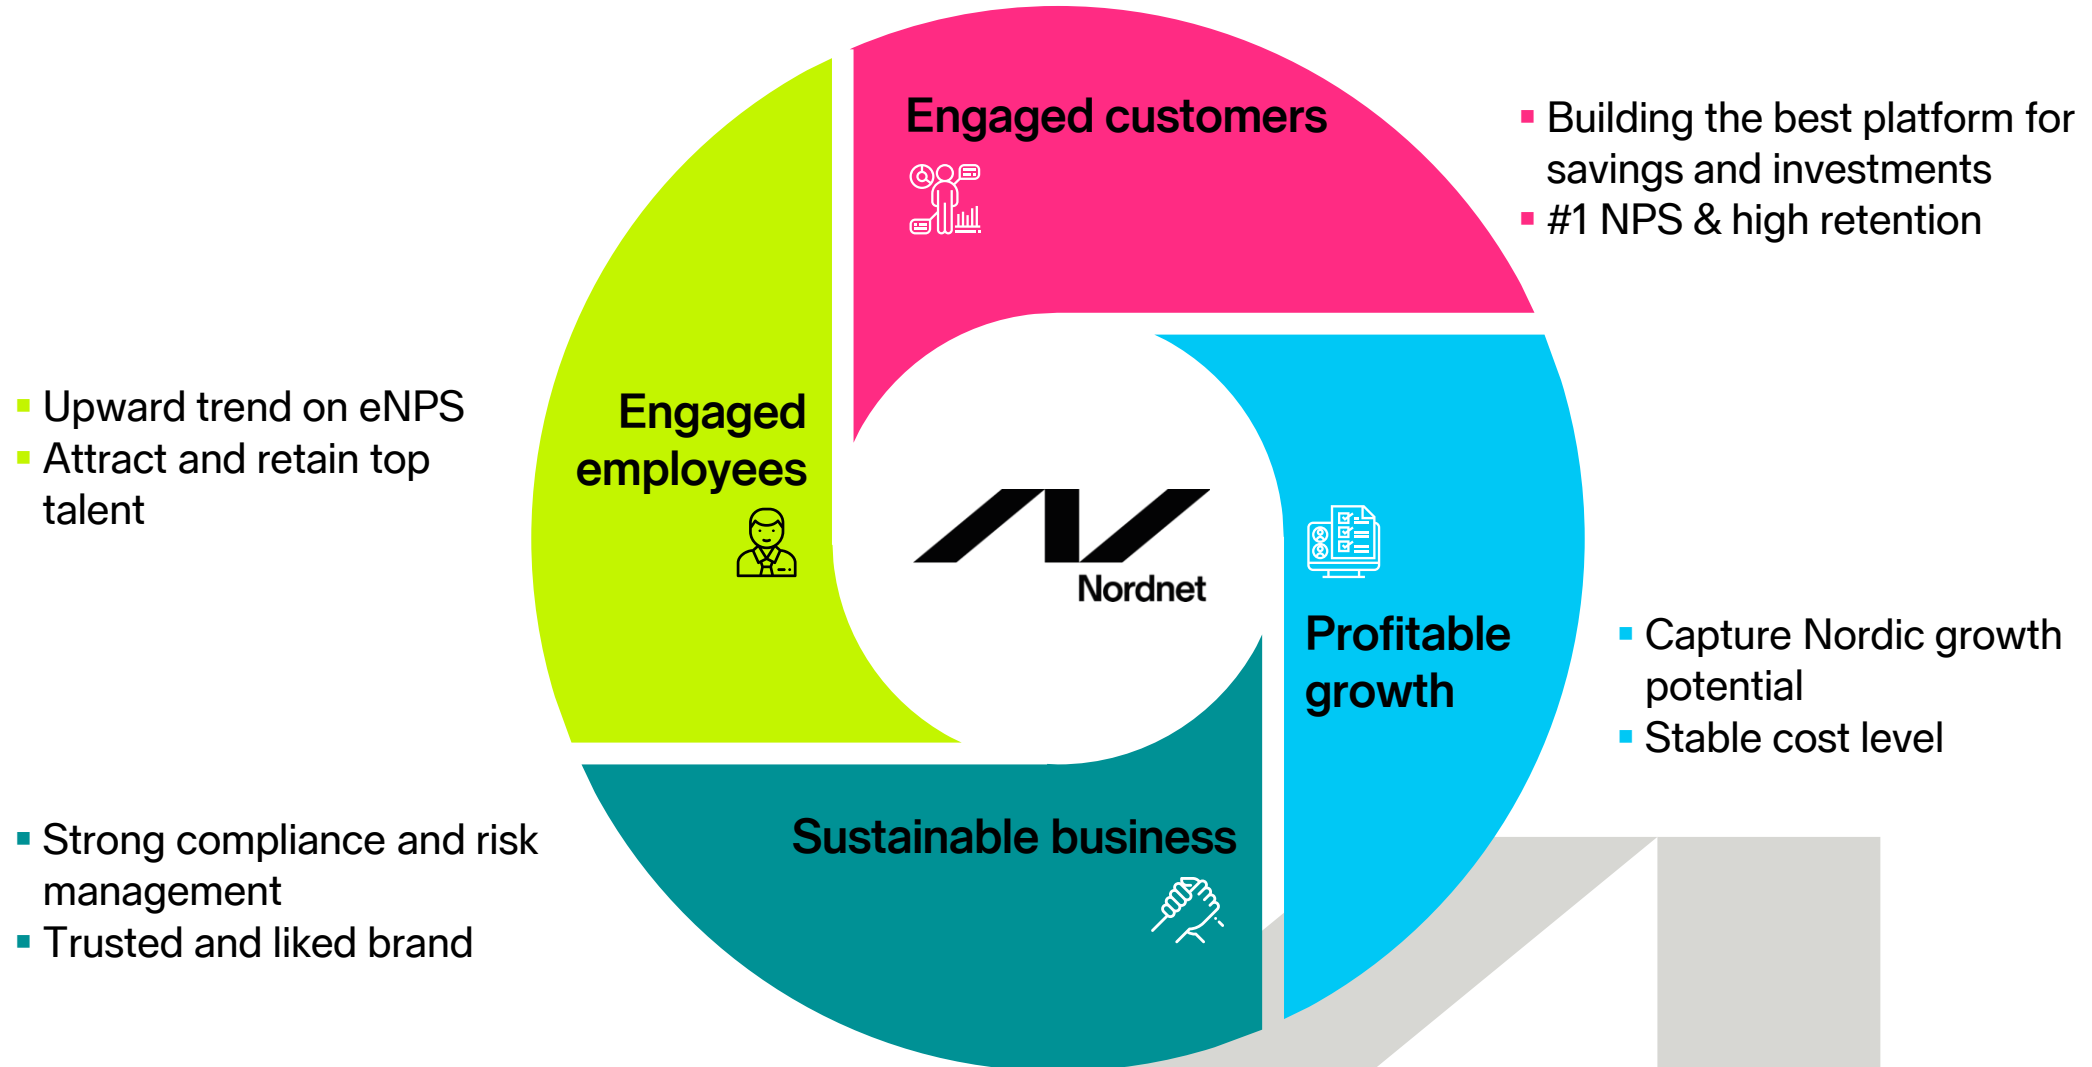 Engaged customers
▪ Building the best platform for
savings and investments
▪ #1 NPS & high retention
▪ Upward trend on eNPS
▪ Attract and retain top
talent
Engaged
employees
Nordnet
Profitable
growth
▪ Capture Nordic growth
potential
▪ Stable cost level
Sustainable business
▪ Strong compliance and risk
management
▪ Trusted and liked brand